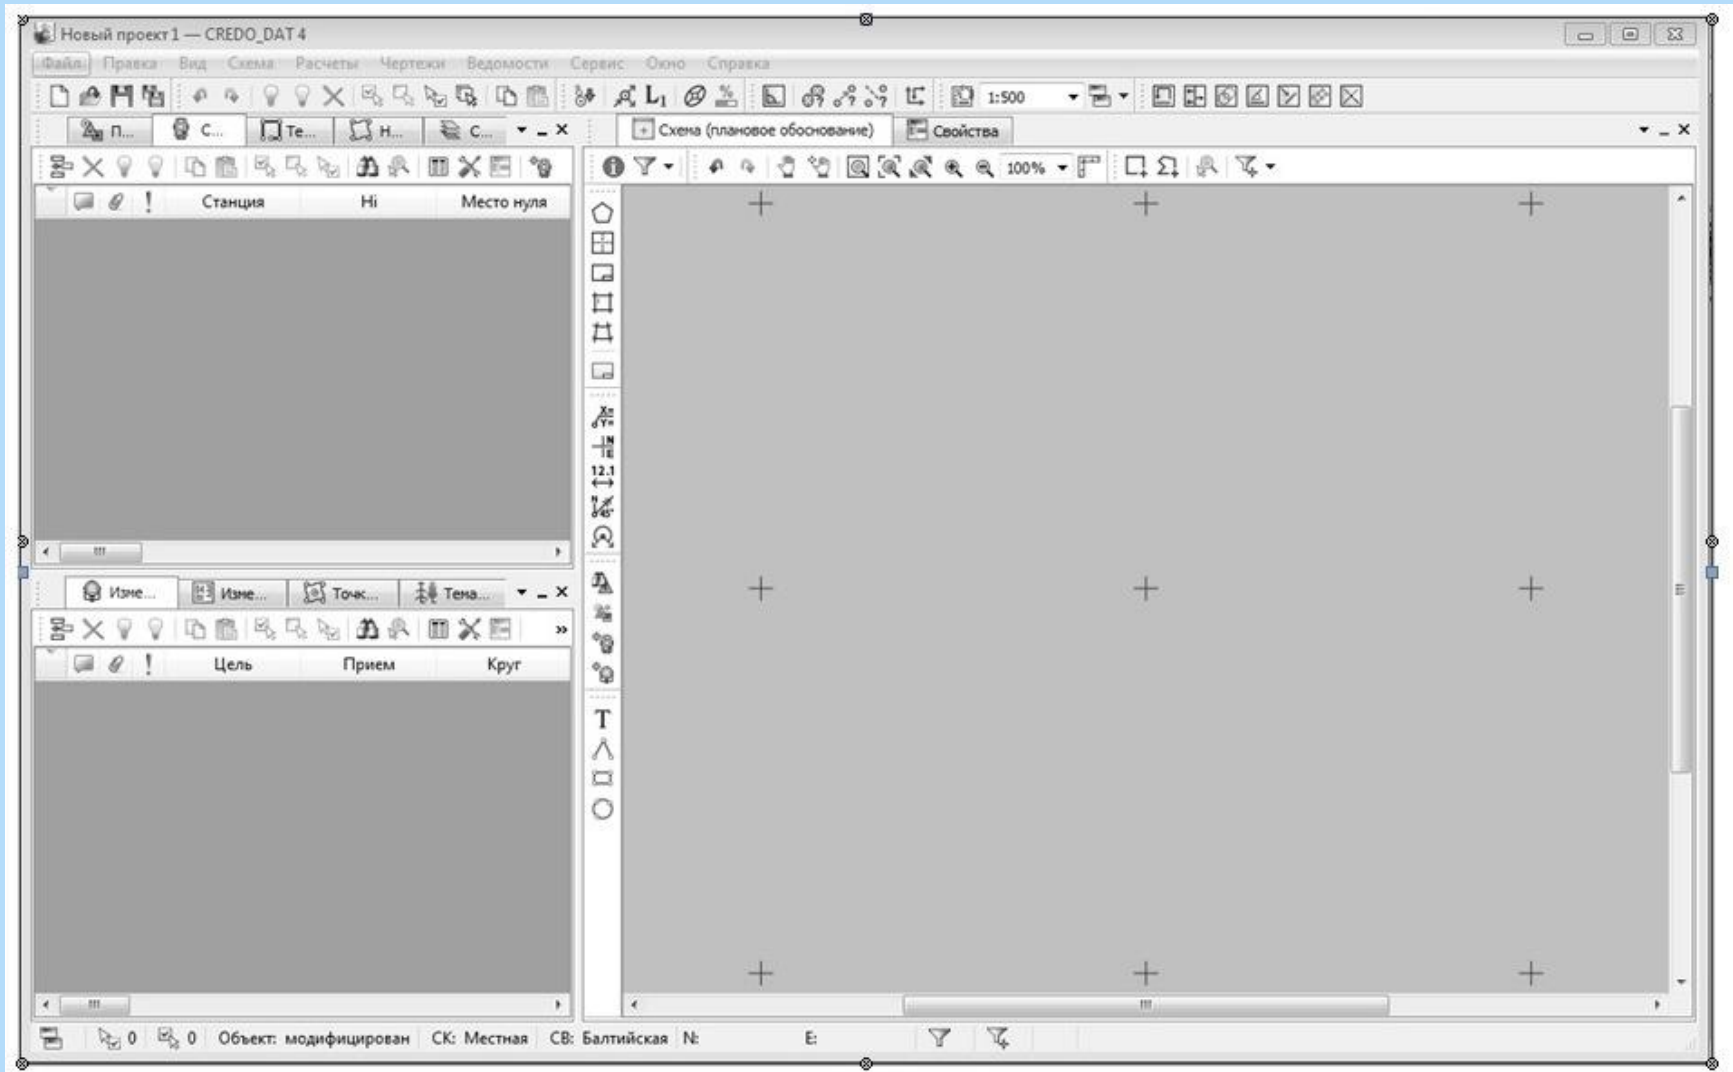 Новый проект 1 — CREDO_DAT 4
Файл Правка Вид Схема Расчеты Чертежи Ведомости Сервис Окно Справка
L1 % 1:500
П... С... Те... Н... С... Схема (плановое обоснование) Свойства
100%
Станция Hi Место нуля
X=
Y=
N
E
12.1
N
45°
Изме... Изме... Точк... Тема...
Цель Прием Круг
T
0 0 Объект: модифицирован СК: Местная СВ: Балтийская N: E: